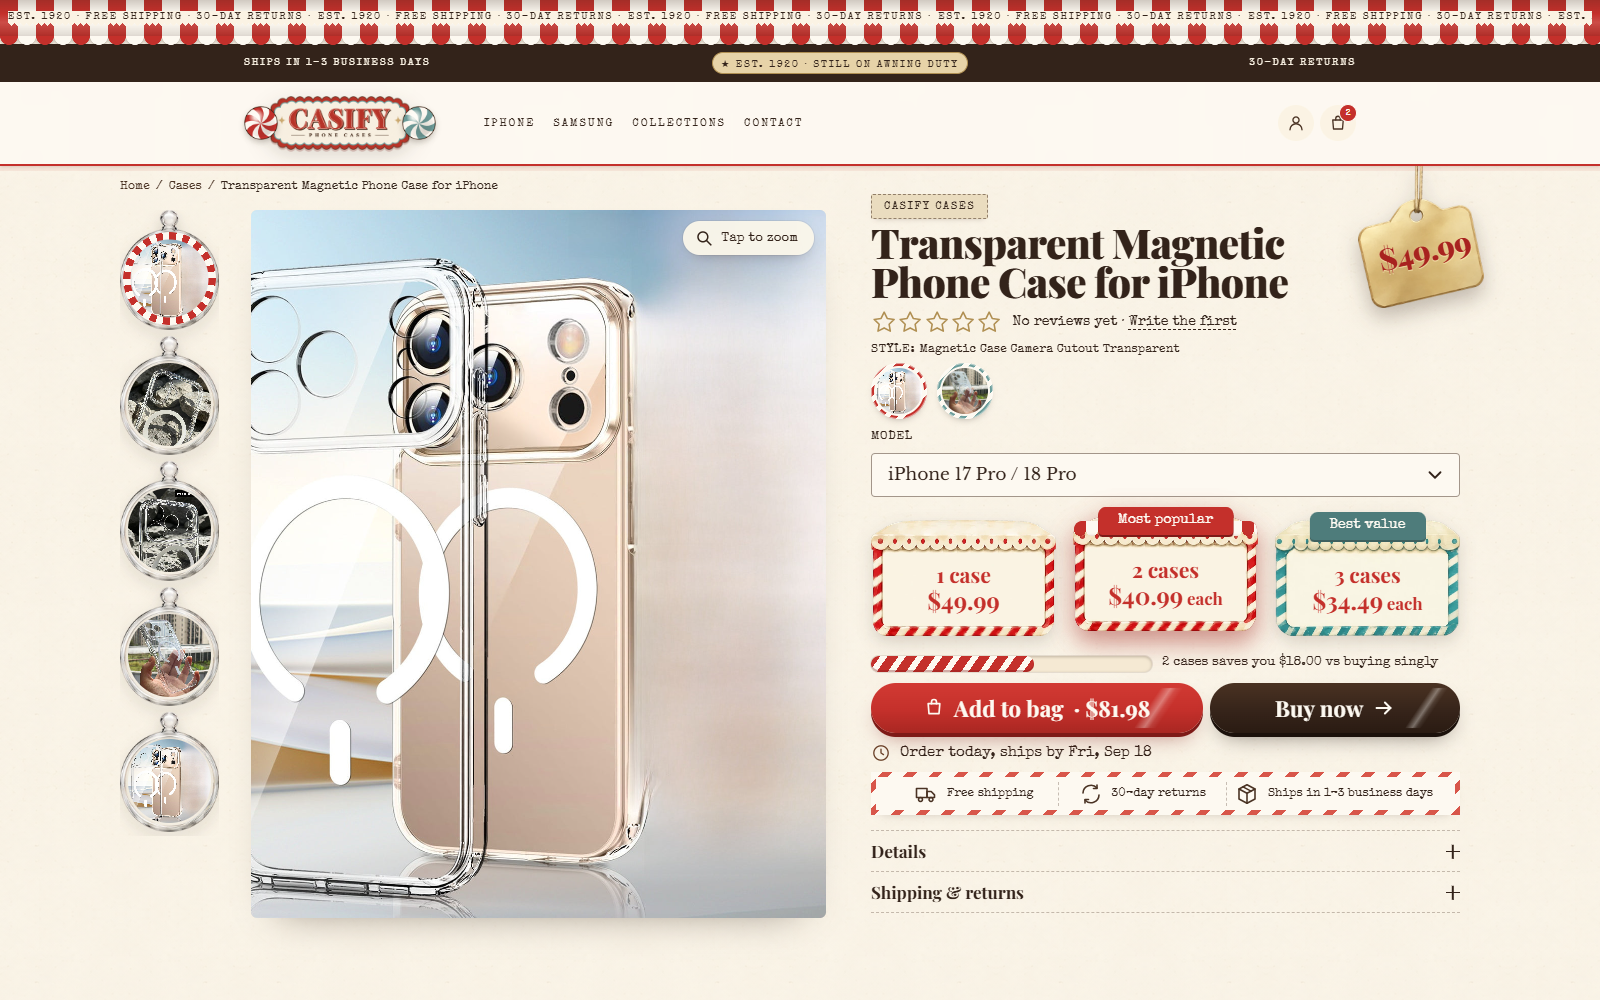 EST. 1920 · FREE SHIPPING · 30-DAY RETURNS · EST. 1920 · FREE SHIPPING · 30-DAY RETURNS · EST. 1920 · FREE SHIPPING · 30-DAY RETURNS · EST. 1920 · FREE SHIPPING · 30-DAY RETURNS · EST. 1920 · FREE SHIPPING · 30-DAY RETURNS · EST.
SHIPS IN 1–3 BUSINESS DAYS
★ EST. 1920 · STILL ON AWNING DUTY
30-DAY RETURNS
CASIFY
PHONE CASES
IPHONE SAMSUNG COLLECTIONS CONTACT
2
Home / Cases / Transparent Magnetic Phone Case for iPhone
Tap to zoom
CASIFY CASES
Transparent Magnetic
Phone Case for iPhone
$49.99
No reviews yet · Write the first
STYLE: Magnetic Case Camera Cutout Transparent
MODEL
iPhone 17 Pro / 18 Pro
1 case
$49.99
Most popular
2 cases
$40.99 each
Best value
3 cases
$34.49 each
2 cases saves you $18.00 vs buying singly
Add to bag · $81.98
Buy now
Order today, ships by Fri, Sep 18
Free shipping
30-day returns
Ships in 1–3 business days
Details
Shipping & returns